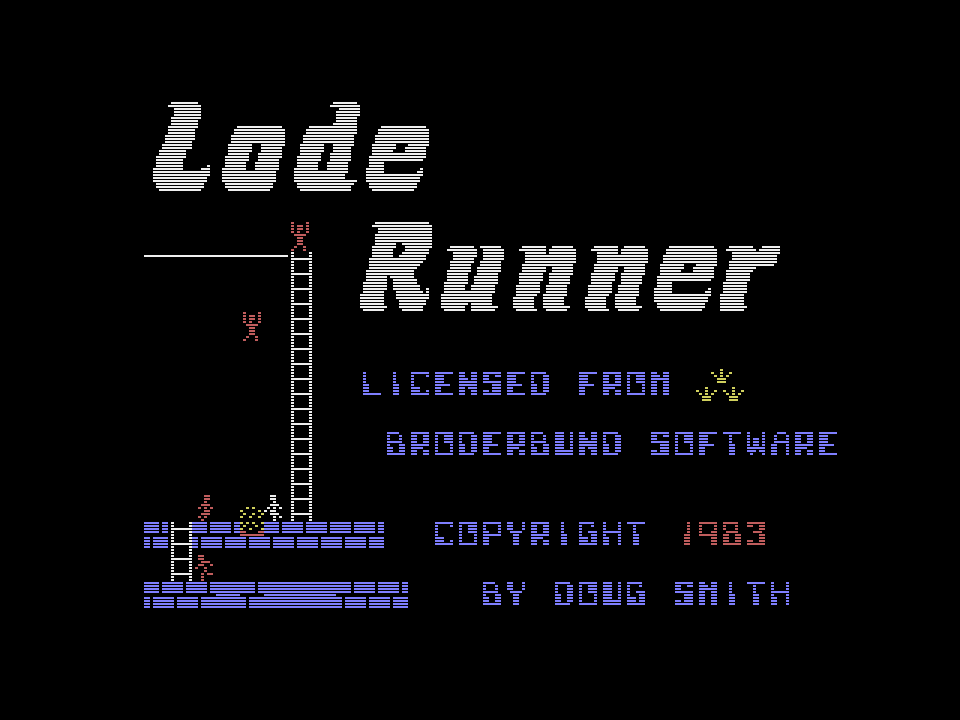 Lode
Runner
LICENSED FROM
BRODERBUND SOFTWARE
COPYRIGHT 1983
BY DOUG SMITH